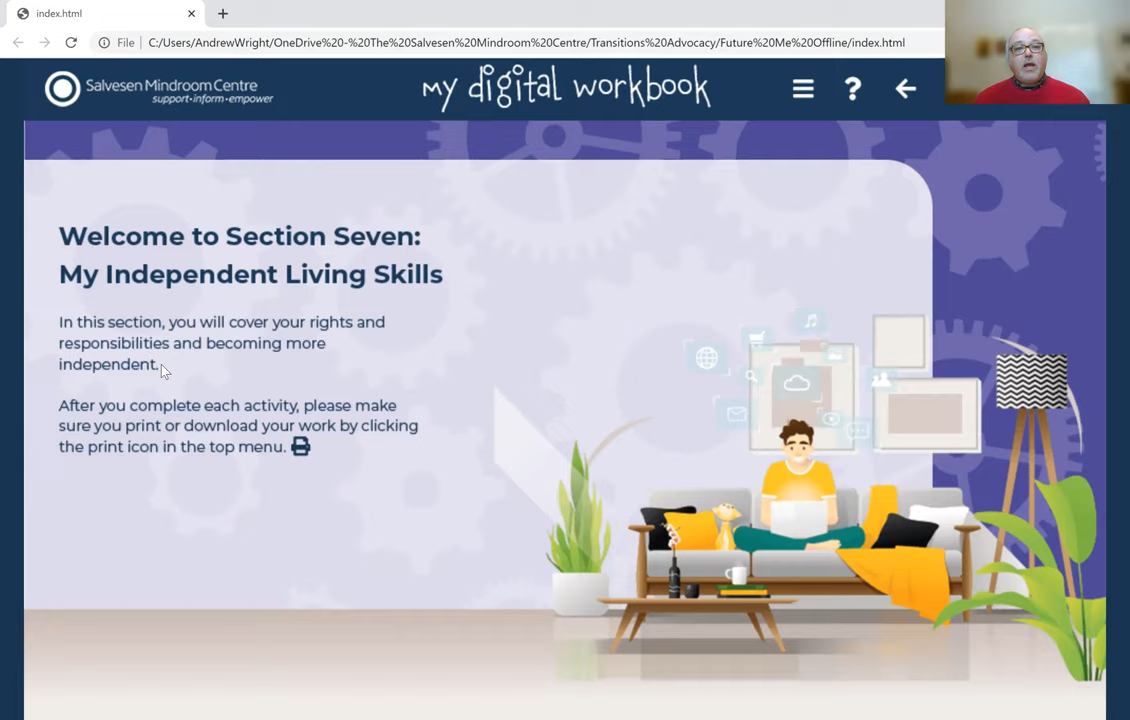 index.html
File
C:/Users/AndrewWright/OneDrive%20-%20The%20Salvesen%20Mindroom%20Centre/Transitions%20Advocacy/Future%20Me%20Offline/index.html
Salvesen Mindroom Centre
support·inform·empower
my digital workbook
?
Welcome to Section Seven:
My Independent Living Skills
In this section, you will cover your rights and
responsibilities and becoming more
independent.
After you complete each activity, please make
sure you print or download your work by clicking
the print icon in the top menu.